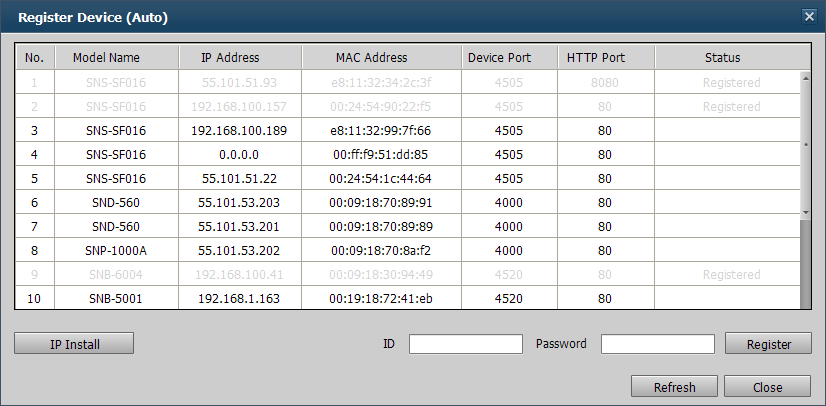 Register Device (Auto)
No. Model Name IP Address MAC Address Device Port HTTP Port Status
1 SNS-SF016 55.101.51.93 e8:11:32:34:2c:3f 4505 8080 Registered
2 SNS-SF016 192.168.100.157 00:24:54:90:22:f5 4505 80 Registered
3 SNS-SF016 192.168.100.189 e8:11:32:99:7f:66 4505 80
4 SNS-SF016 0.0.0.0 00:ff:f9:51:dd:85 4505 80
5 SNS-SF016 55.101.51.22 00:24:54:1c:44:64 4505 80
6 SND-560 55.101.53.203 00:09:18:70:89:91 4000 80
7 SND-560 55.101.53.201 00:09:18:70:89:89 4000 80
8 SNP-1000A 55.101.53.202 00:09:18:70:8a:f2 4000 80
9 SNB-6004 192.168.100.41 00:09:18:30:94:49 4520 80 Registered
10 SNB-5001 192.168.1.163 00:19:18:72:41:eb 4520 80
IP Install ID Password Register
Refresh Close